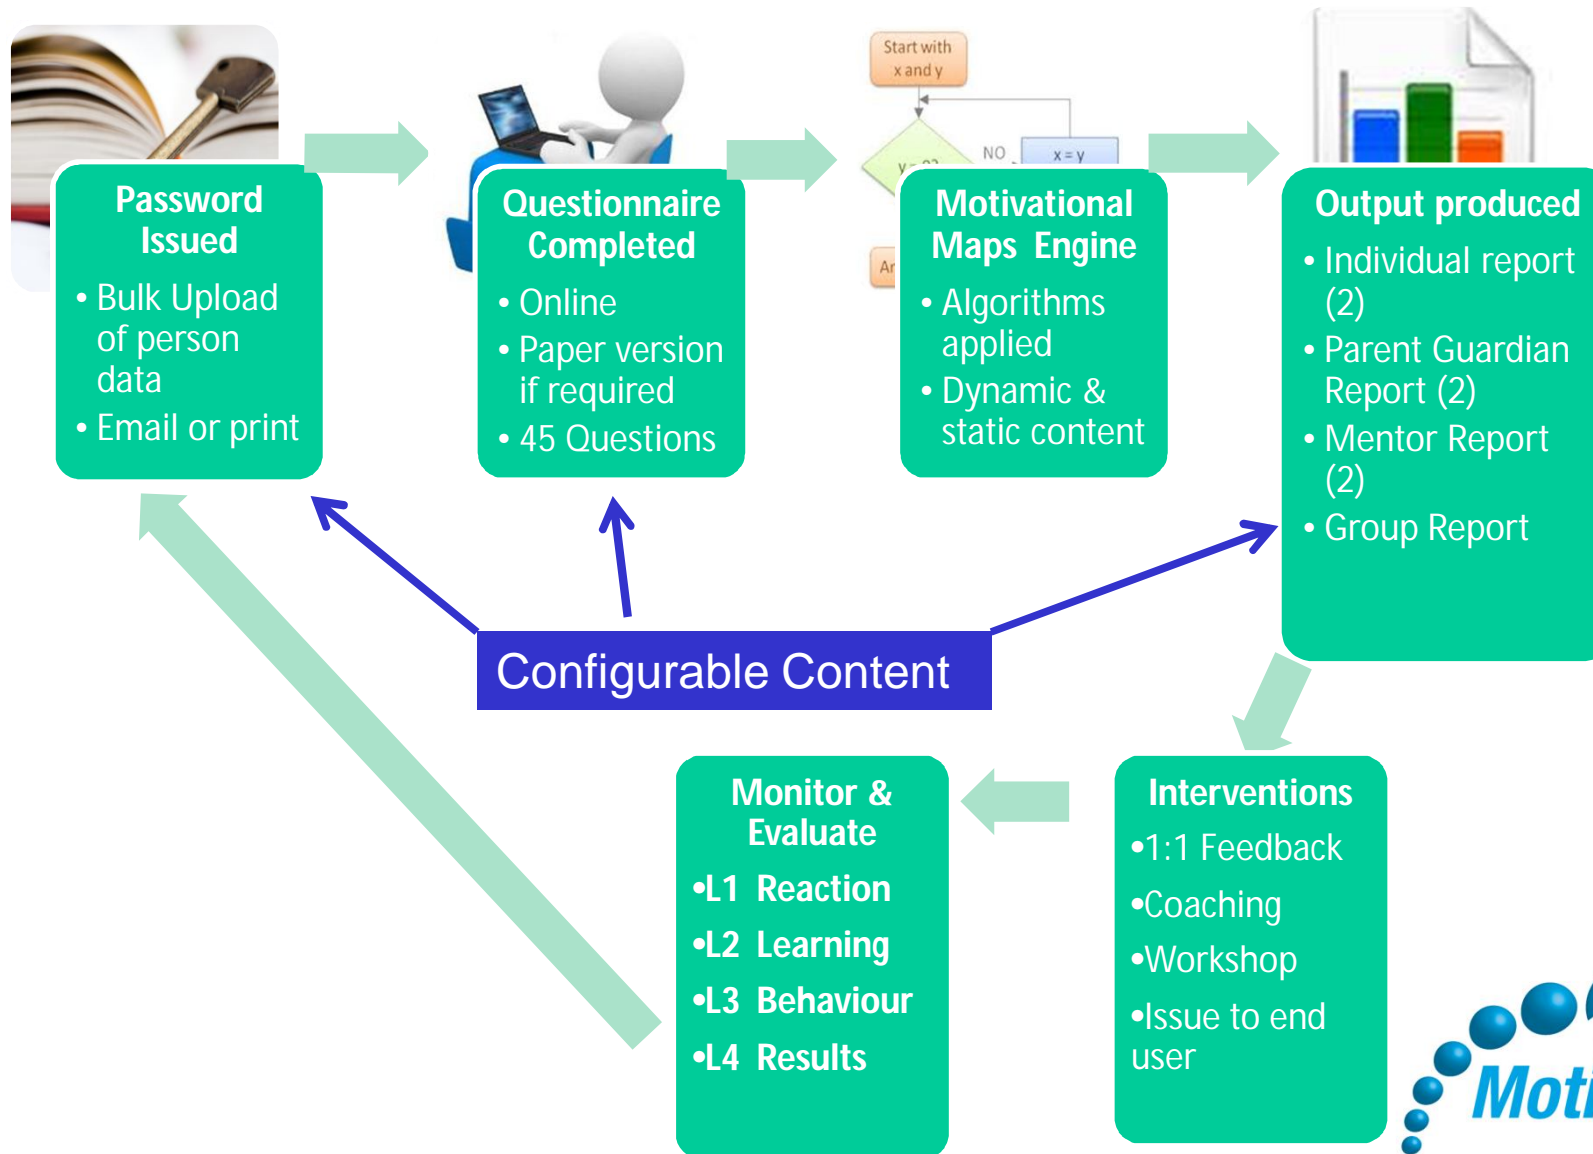 Start with
x and y
y = 0?
NO
x = y
Password
Issued
• Bulk Upload
of person
data
• Email or print
Questionnaire
Completed
• Online
• Paper version
if required
• 45 Questions
Motivational
Maps Engine
• Algorithms
applied
• Dynamic &
static content
Output produced
• Individual report
(2)
• Parent Guardian
Report (2)
• Mentor Report
(2)
• Group Report
Configurable Content
Monitor &
Evaluate
•L1 Reaction
•L2 Learning
•L3 Behaviour
•L4 Results
Interventions
•1:1 Feedback
•Coaching
•Workshop
•Issue to end
user